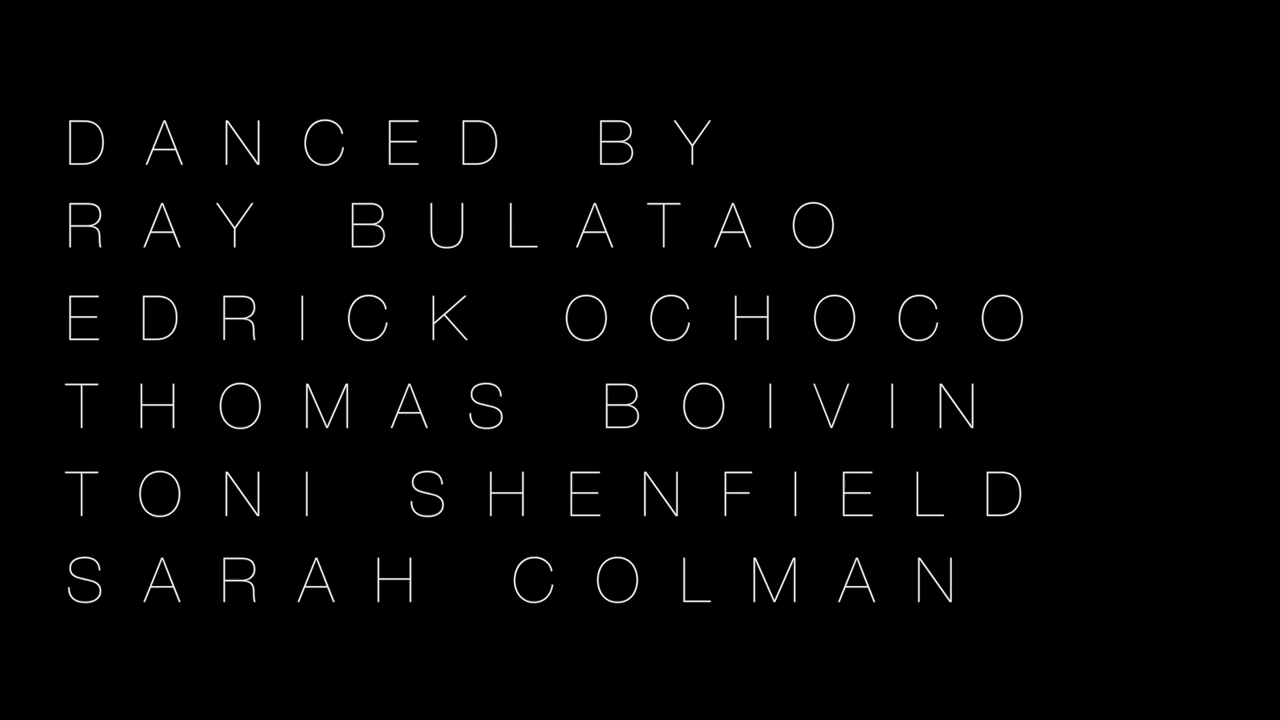 DANCED BY
RAY BULATAO
EDRICK OCHOCO
THOMAS BOIVIN
TONI SHENFIELD
SARAH COLMAN